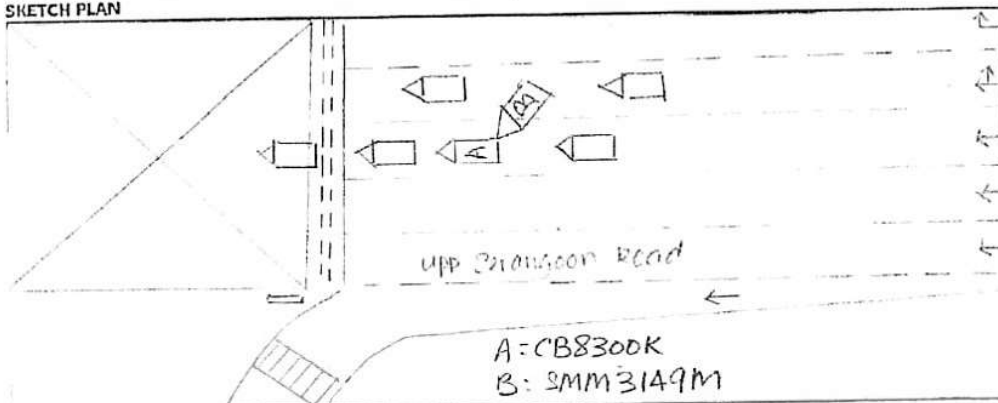 SKETCH PLAN
B
A
Upp Serangoon Road
A: CB8300K
B: SMM3149M